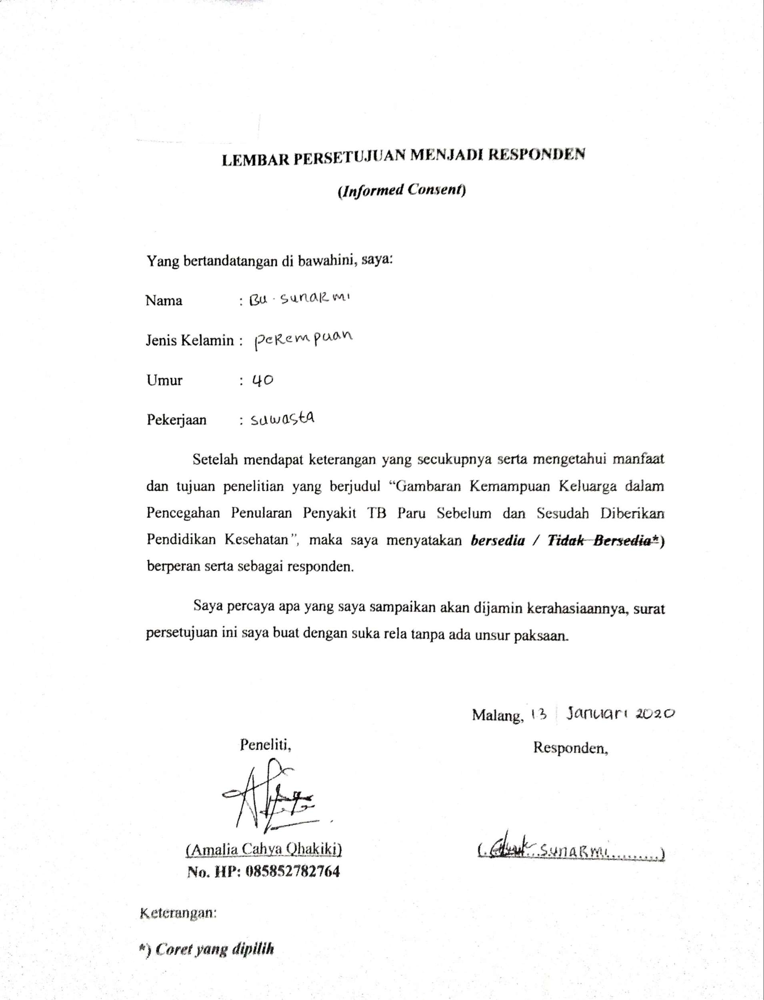 LEMBAR PERSETUJUAN MENJADI RESPONDEN
(Informed Consent)
Yang bertandatangan di bawahini, saya:
Nama : Bu. sunaRmi
Jenis Kelamin : peRempuan
Umur : 40
Pekerjaan : suwasta
Setelah mendapat keterangan yang secukupnya serta mengetahui manfaat
dan tujuan penelitian yang berjudul “Gambaran Kemampuan Keluarga dalam
Pencegahan Penularan Penyakit TB Paru Sebelum dan Sesudah Diberikan
Pendidikan Kesehatan”, maka saya menyatakan bersedia / Tidak Bersedia*)
berperan serta sebagai responden.
Saya percaya apa yang saya sampaikan akan dijamin kerahasiaannya, surat
persetujuan ini saya buat dengan suka rela tanpa ada unsur paksaan.
Malang, 13 Januari 2020
Peneliti,
Responden,
(Amalia Cahya Qhakiki)
(....SunaRmi..........)
No. HP: 085852782764
Keterangan:
*) Coret yang dipilih